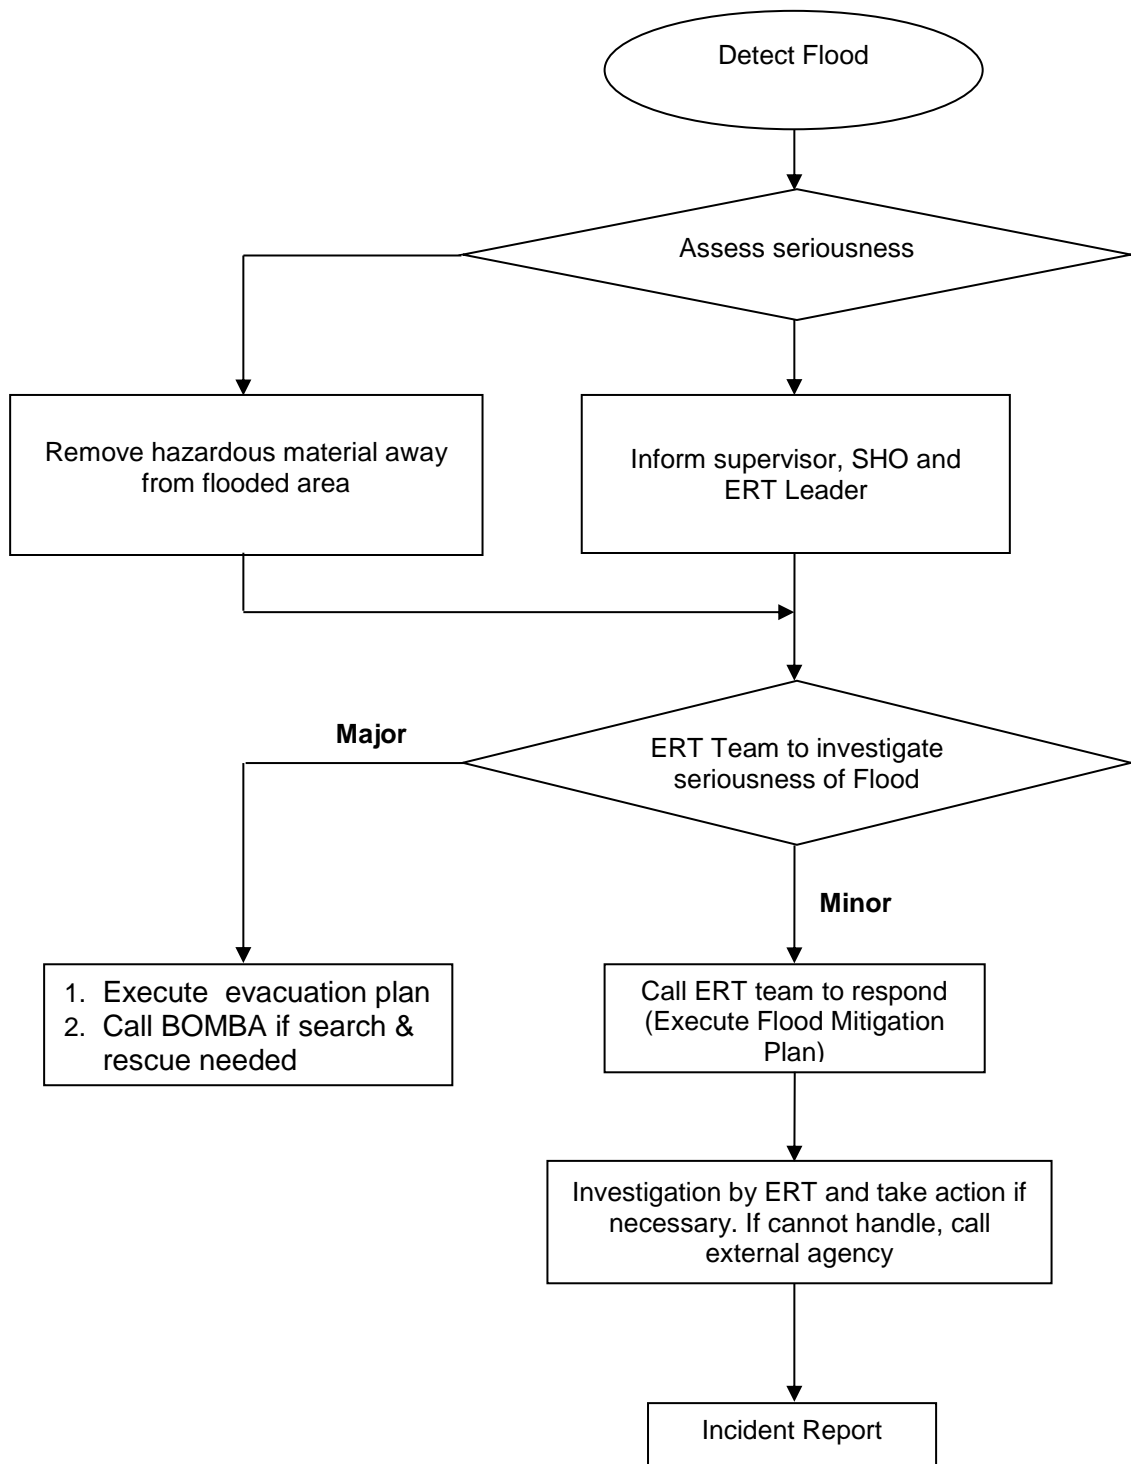 Detect Flood
Assess seriousness
Remove hazardous material away
from flooded area
Inform supervisor, SHO and
ERT Leader
Major
ERT Team to investigate
seriousness of Flood
Minor
1. Execute evacuation plan
2. Call BOMBA if search &
rescue needed
Call ERT team to respond
(Execute Flood Mitigation
Plan)
Investigation by ERT and take action if
necessary. If cannot handle, call
external agency
Incident Report